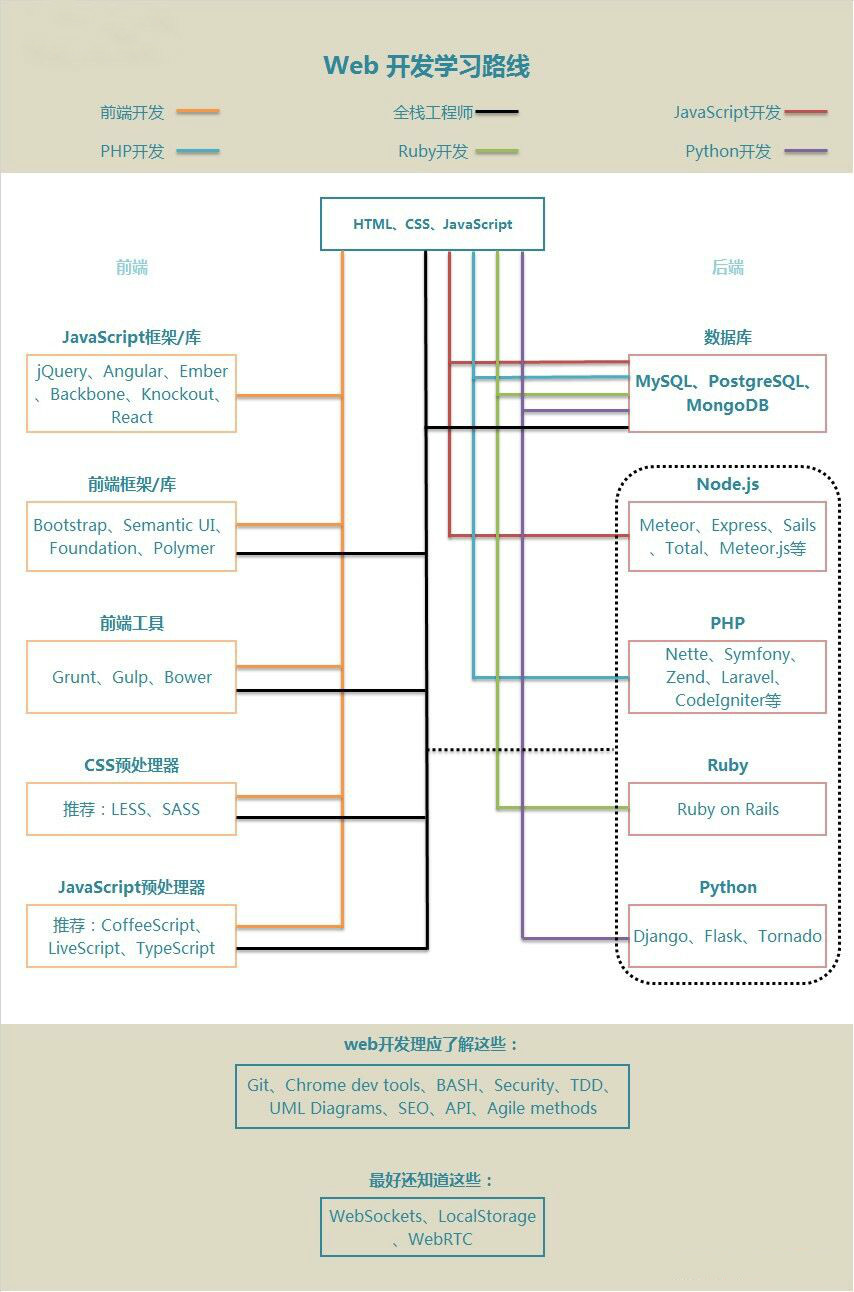 Web 开发学习路线
前端开发
全栈工程师
JavaScript开发
PHP开发
Ruby开发
Python开发
HTML、CSS、JavaScript
前端
后端
JavaScript框架/库
jQuery、Angular、Ember
、Backbone、Knockout、
React
数据库
MySQL、PostgreSQL、
MongoDB
前端框架/库
Bootstrap、Semantic UI、
Foundation、Polymer
Node.js
Meteor、Express、Sails
、Total、Meteor.js等
前端工具
Grunt、Gulp、Bower
PHP
Nette、Symfony、
Zend、Laravel、
CodeIgniter等
CSS预处理器
推荐：LESS、SASS
Ruby
Ruby on Rails
JavaScript预处理器
推荐：CoffeeScript、
LiveScript、TypeScript
Python
Django、Flask、Tornado
web开发理应了解这些：
Git、Chrome dev tools、BASH、Security、TDD、
UML Diagrams、SEO、API、Agile methods
最好还知道这些：
WebSockets、LocalStorage
、WebRTC